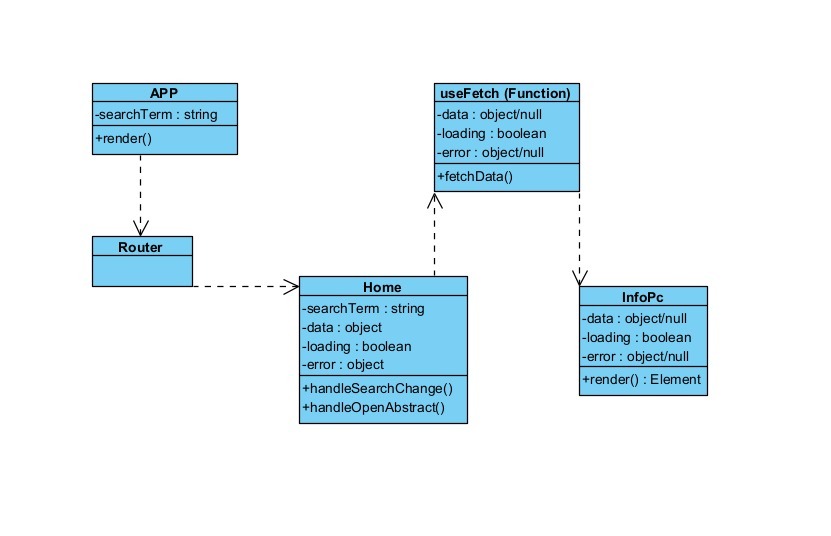 APP
-searchTerm : string
+render()
Router
Home
-searchTerm : string
-data : object
-loading : boolean
-error : object
+handleSearchChange()
+handleOpenAbstract()
useFetch (Function)
-data : object/null
-loading : boolean
-error : object/null
+fetchData()
InfoPc
-data : object/null
-loading : boolean
-error : object/null
+render() : Element